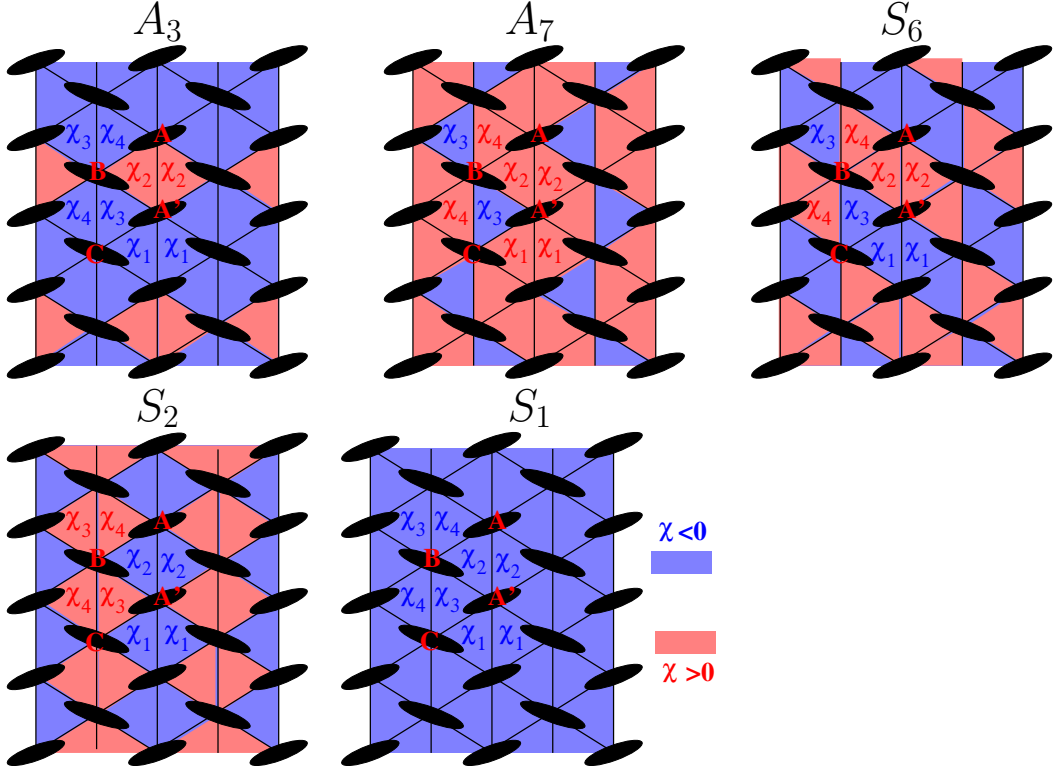 A₃ A₇ S₆
χ₃ χ₄ A χ₃ χ₄ A χ₃ χ₄ A
B χ₂ χ₂ B χ₂ χ₂ B χ₂ χ₂
χ₄ χ₃ A' χ₄ χ₃ A' χ₄ χ₃ A'
C χ₁ χ₁ C χ₁ χ₁ C χ₁ χ₁
S₂ S₁
χ₃ χ₄ A χ₃ χ₄ A
χ <0
B χ₂ χ₂ B χ₂ χ₂
χ₄ χ₃ A' χ₄ χ₃ A'
C χ₁ χ₁ C χ₁ χ₁
χ >0